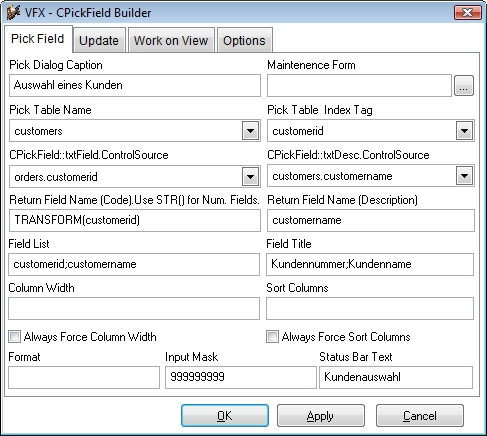 VFX - CPickField Builder
Pick Field Update Work on View Options
Pick Dialog Caption Maintenence Form
Auswahl eines Kunden ...
Pick Table Name Pick Table Index Tag
customers customerid
CPickField::txtField.ControlSource CPickField::txtDesc.ControlSource
orders.customerid customers.customername
Return Field Name (Code).Use STR() for Num. Fields. Return Field Name (Description)
TRANSFORM(customerid) customername
Field List Field Title
customerid;customername Kundennummer;Kundenname
Column Width Sort Columns
Always Force Column Width Always Force Sort Columns
Format Input Mask Status Bar Text
999999999 Kundenauswahl
OK Apply Cancel